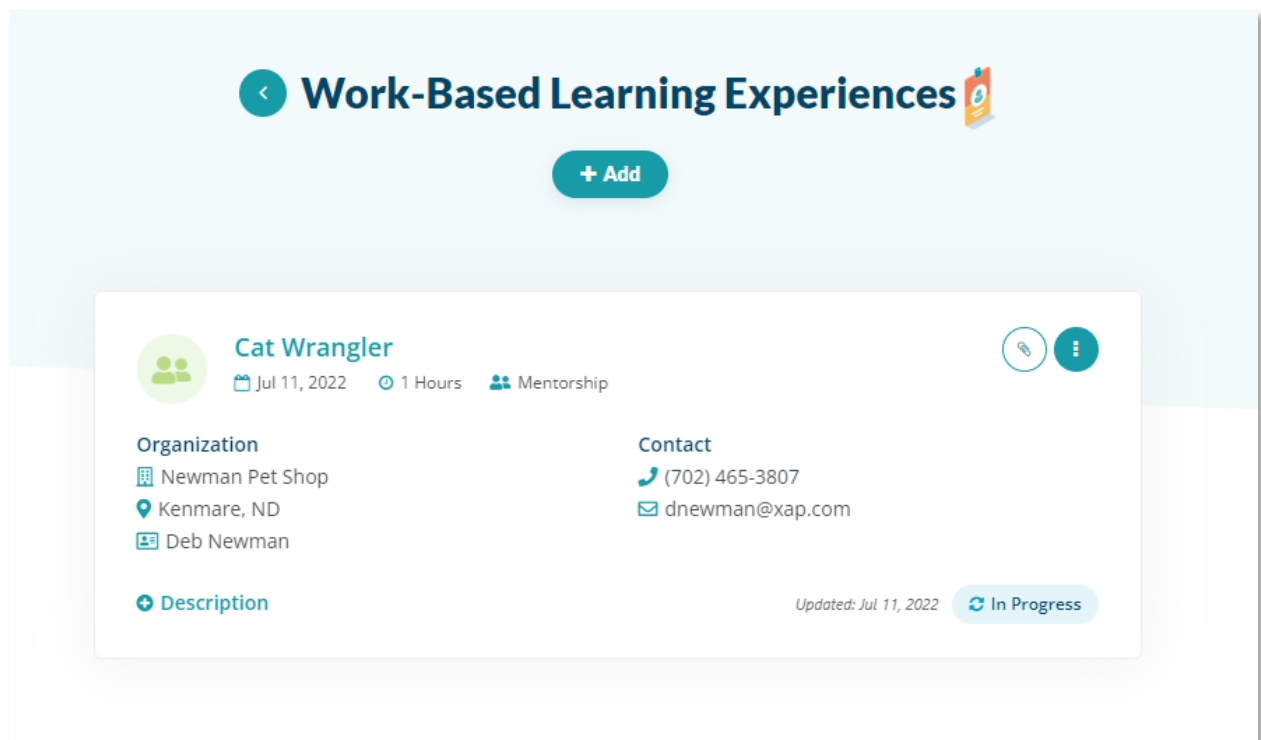 Work-Based Learning Experiences
+ Add
Cat Wrangler
Jul 11, 2022 1 Hours Mentorship
Organization
Newman Pet Shop
Kenmare, ND
Deb Newman
Contact
(702) 465-3807
dnewman@xap.com
Description
Updated: Jul 11, 2022 In Progress